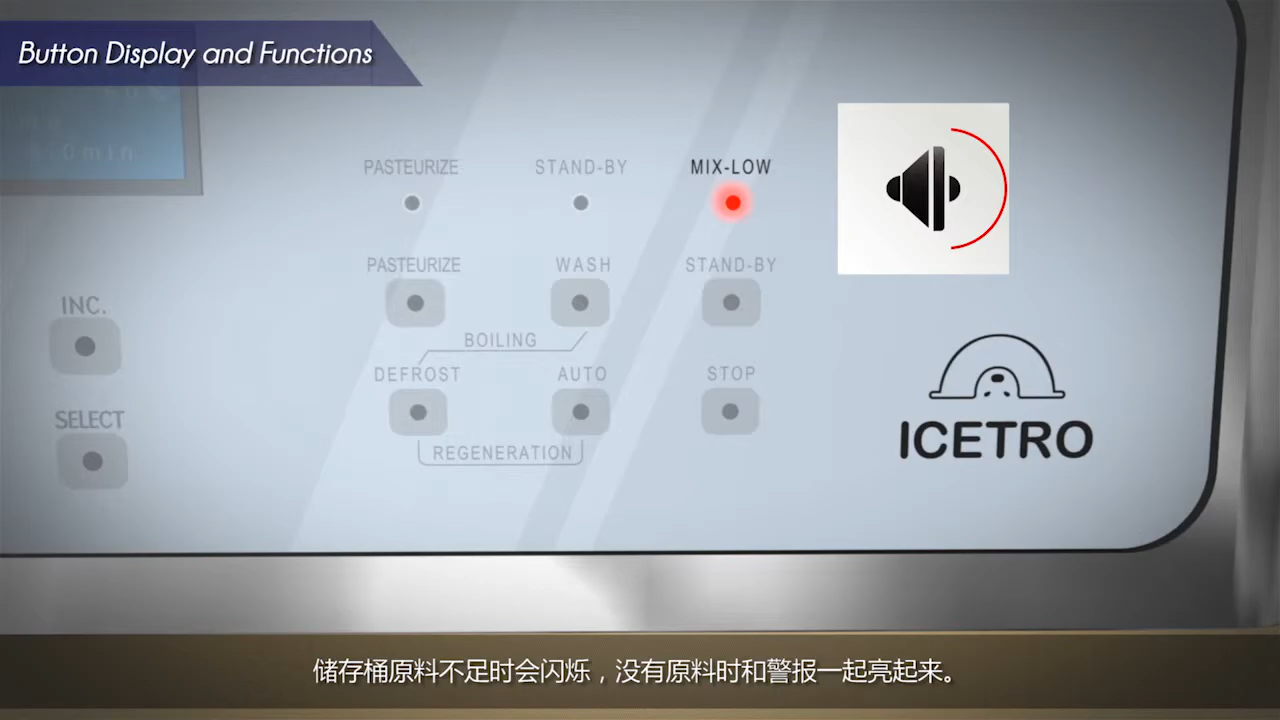 Button Display and Functions
PASTEURIZE
STAND-BY
MIX-LOW
PASTEURIZE
WASH
STAND-BY
INC.
BOILING
DEFROST
AUTO
STOP
SELECT
REGENERATION
ICETRO
储存桶原料不足时会闪烁，没有原料时和警报一起亮起来。